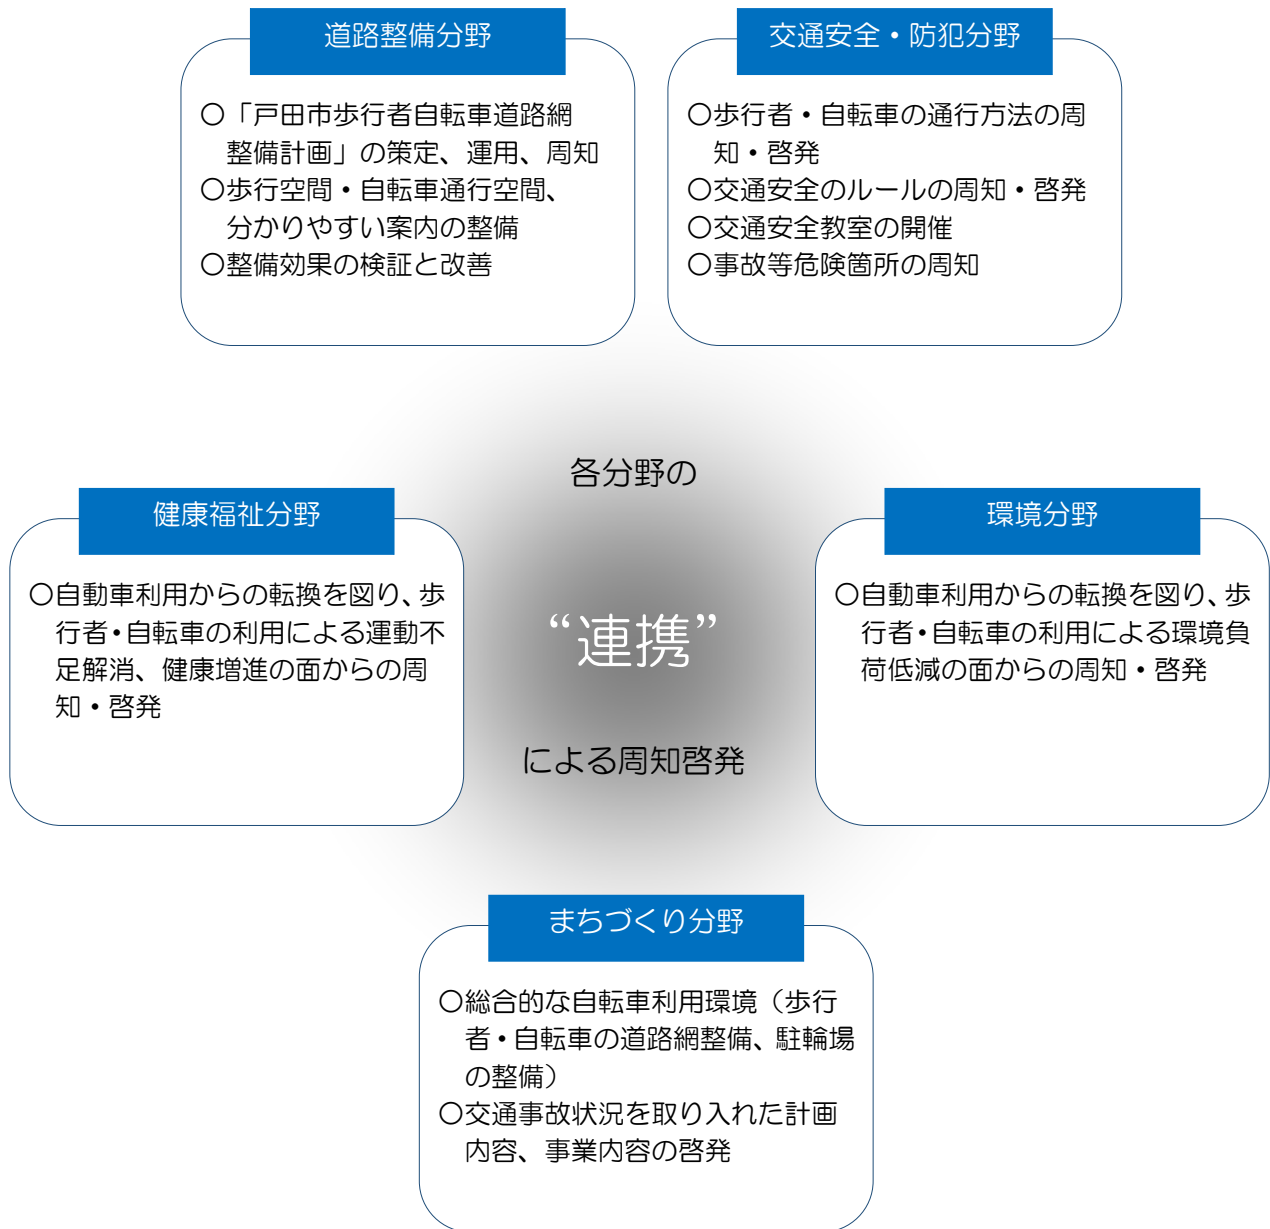 道路整備分野
〇「戸田市歩行者自転車道路網
整備計画」の策定、運用、周知
〇歩行空間・自転車通行空間、
分かりやすい案内の整備
〇整備効果の検証と改善
交通安全・防犯分野
〇歩行者・自転車の通行方法の周
知・啓発
〇交通安全のルールの周知・啓発
〇交通安全教室の開催
〇事故等危険箇所の周知
各分野の
“連携”
による周知啓発
健康福祉分野
〇自動車利用からの転換を図り、歩
行者・自転車の利用による運動不
足解消、健康増進の面からの周
知・啓発
環境分野
〇自動車利用からの転換を図り、歩
行者・自転車の利用による環境負
荷低減の面からの周知・啓発
まちづくり分野
〇総合的な自転車利用環境（歩行
者・自転車の道路網整備、駐輪場
の整備）
〇交通事故状況を取り入れた計画
内容、事業内容の啓発